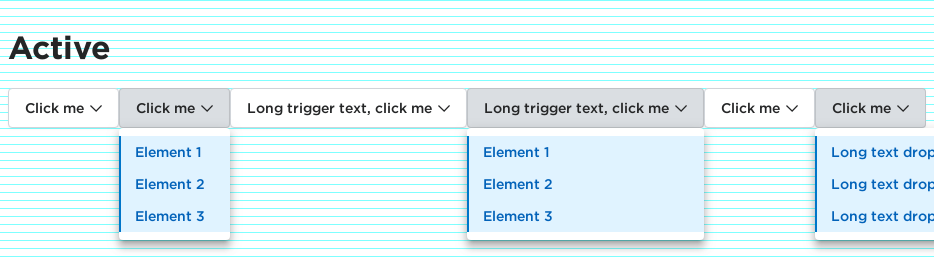 Active
Click me Click me Long trigger text, click me Long trigger text, click me Click me Click me
Element 1 Element 1 Long text drop
Element 2 Element 2 Long text drop
Element 3 Element 3 Long text drop